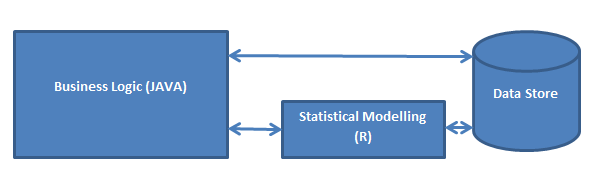 Business Logic (JAVA)
Statistical Modelling
(R)
Data Store